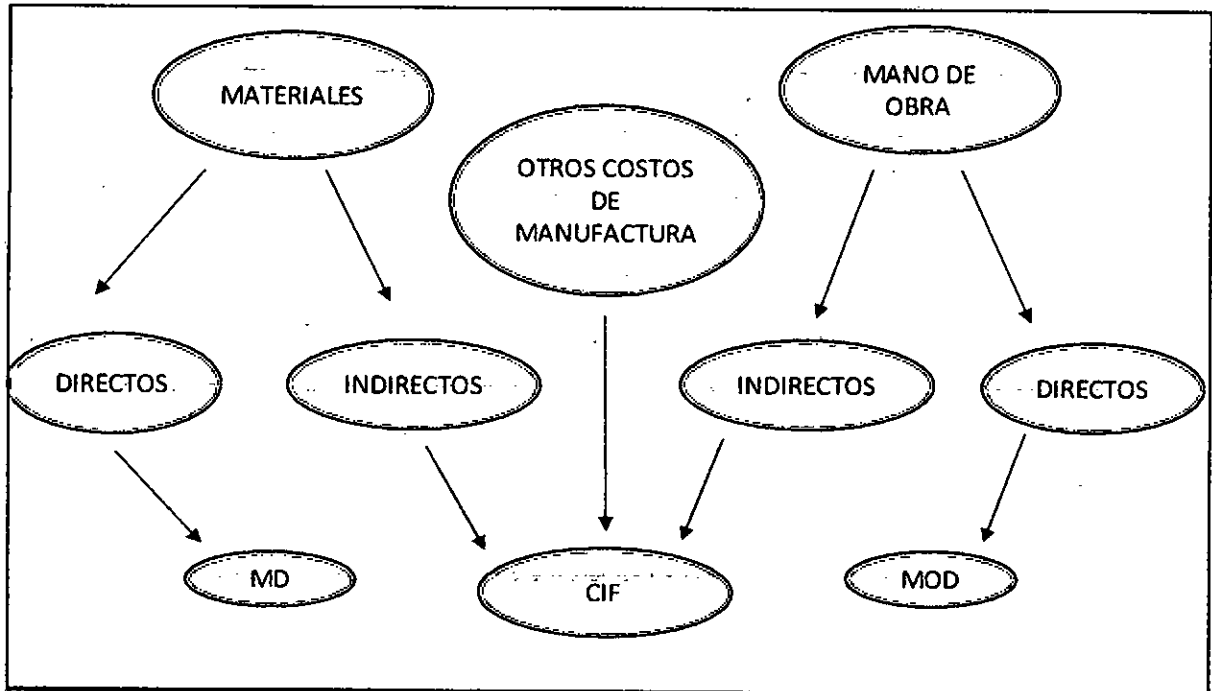 MATERIALES
MANO DE
OBRA
OTROS COSTOS
DE
MANUFACTURA
DIRECTOS
INDIRECTOS
INDIRECTOS
DIRECTOS
MD
CIF
MOD